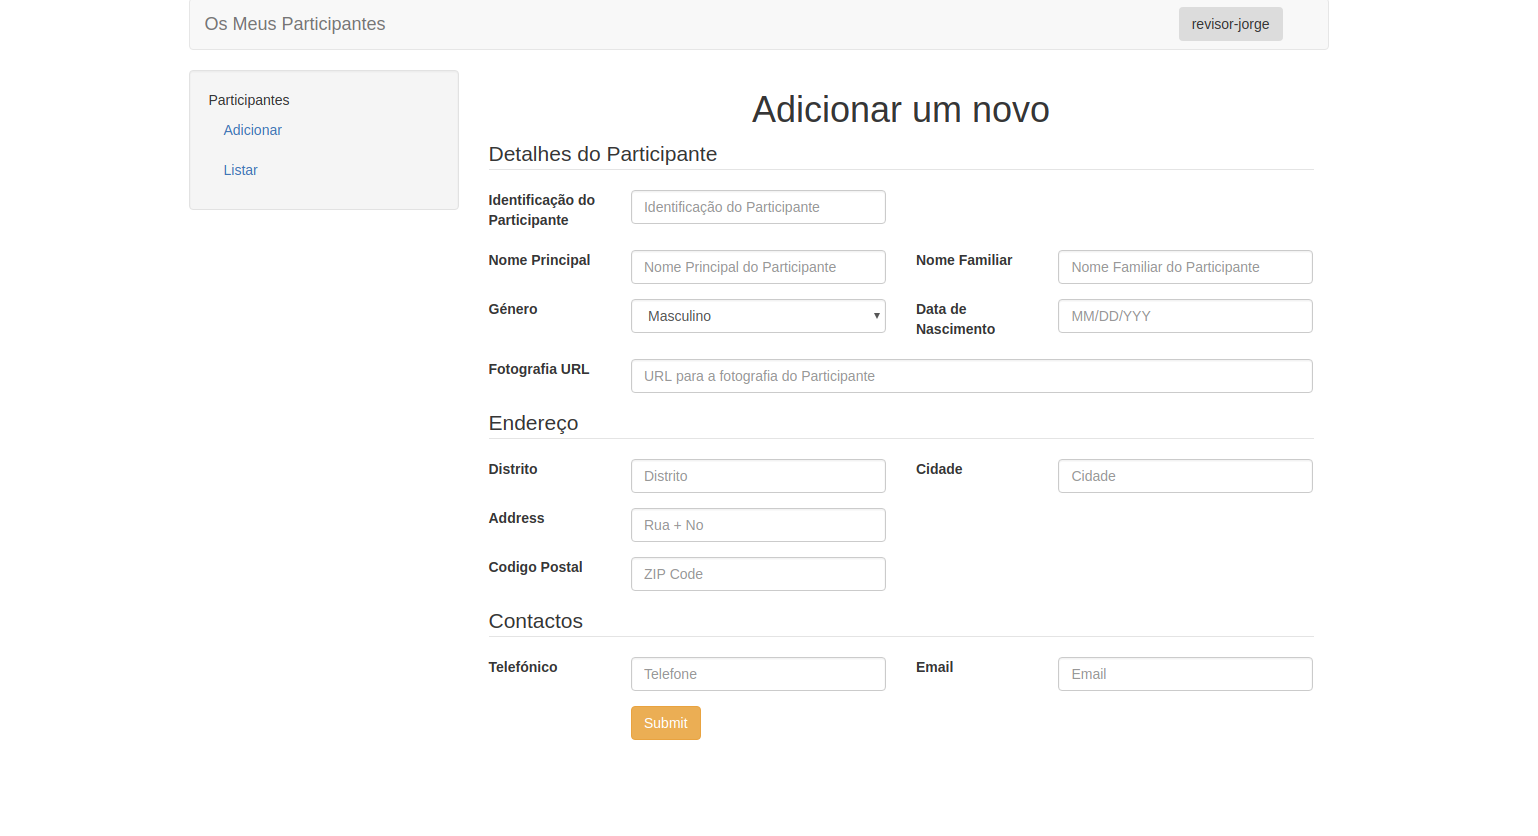 Os Meus Participantes
revisor-jorge
Participantes
Adicionar
Listar
Adicionar um novo
Detalhes do Participante
Identificação do
Participante
Identificação do Participante
Nome Principal
Nome Principal do Participante
Nome Familiar
Nome Familiar do Participante
Género
Masculino
Data de
Nascimento
MM/DD/YYY
Fotografia URL
URL para a fotografia do Participante
Endereço
Distrito
Distrito
Cidade
Cidade
Address
Rua + No
Codigo Postal
ZIP Code
Contactos
Telefónico
Telefone
Email
Email
Submit